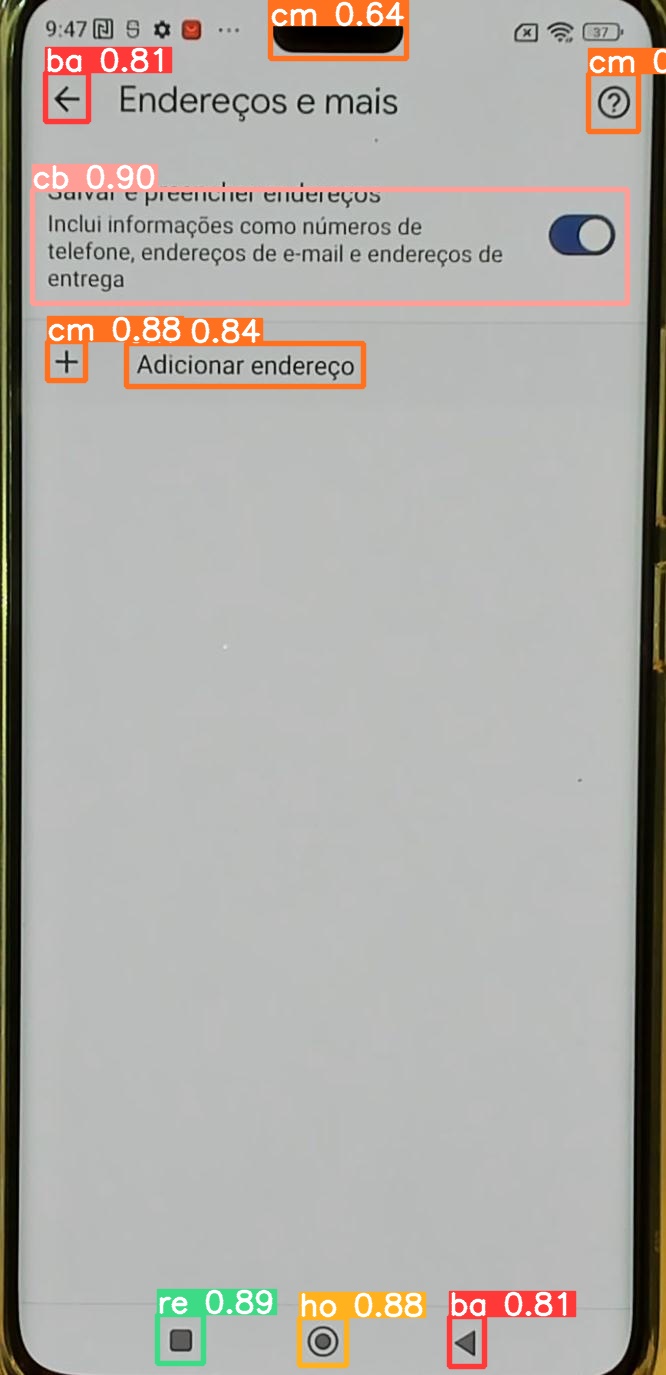 9:47
37
cm 0.64
ba 0.81
cm 0
Endereços e mais
cb 0.90
Salvar e preencher endereços
Inclui informações como números de
telefone, endereços de e-mail e endereços de
entrega
cm 0.88 0.84
+ Adicionar endereço
re 0.89
ho 0.88
ba 0.81